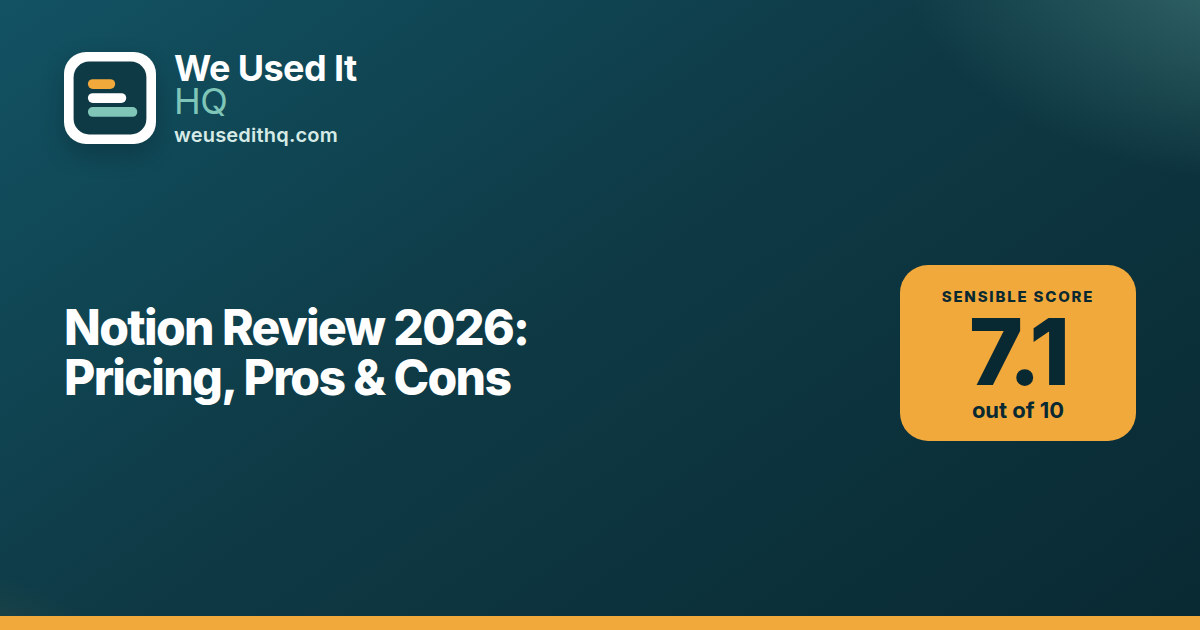 We Used It
HQ
weusedithq.com
Notion Review 2026:
Pricing, Pros & Cons
SENSIBLE SCORE
7.1
out of 10